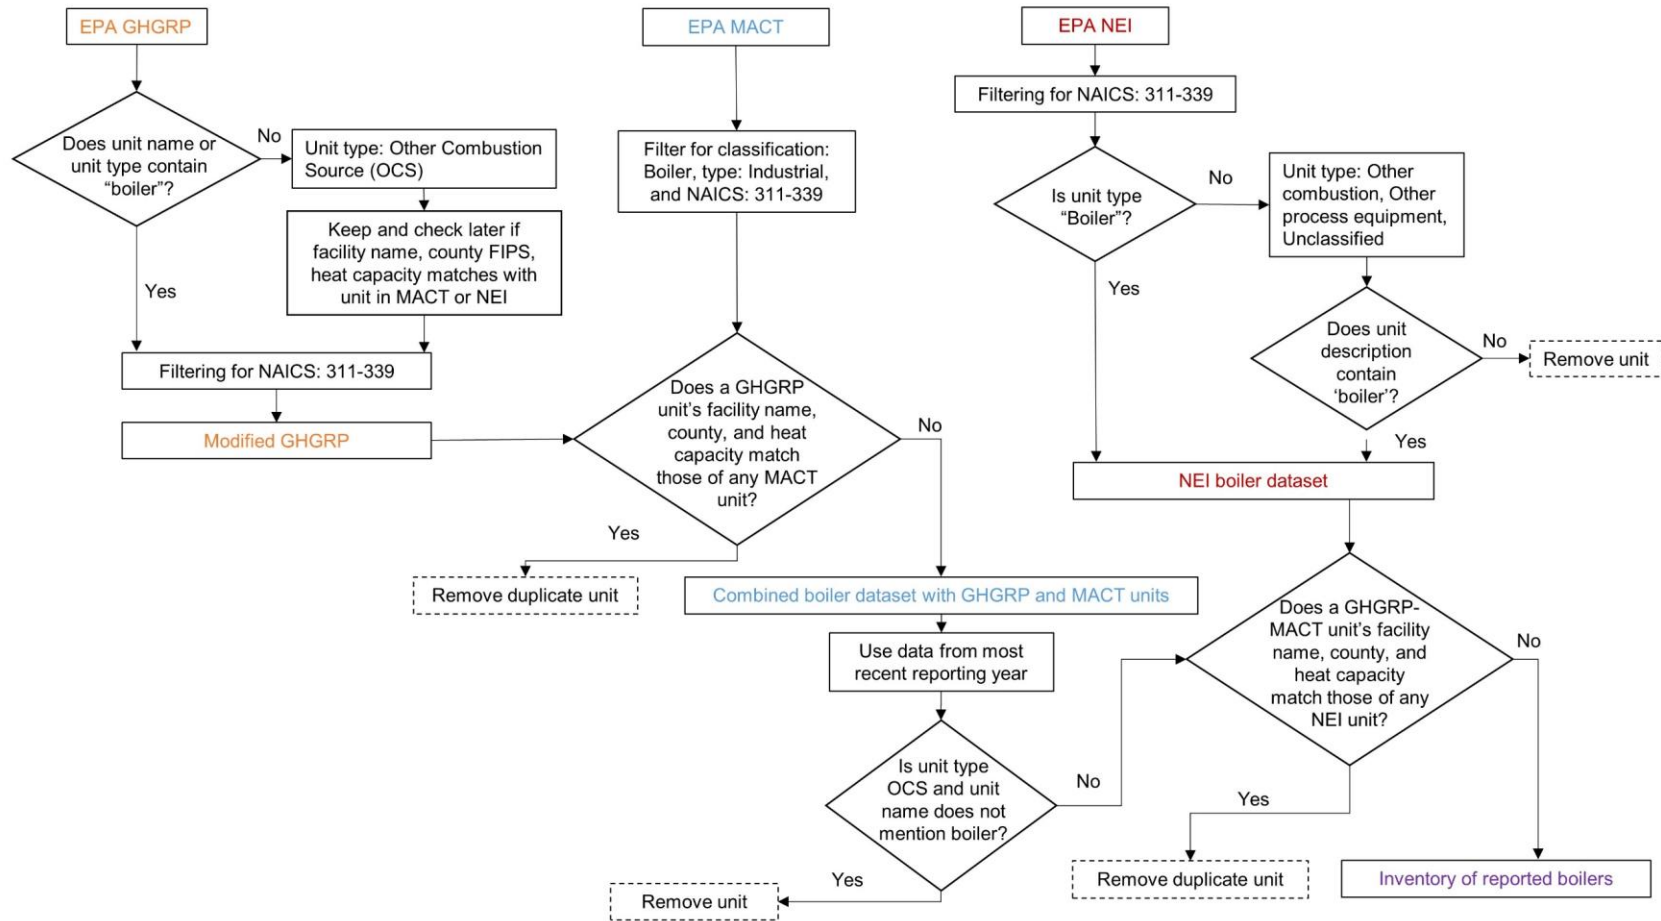 EPA GHGRP
EPA MACT
EPA NEI
Does unit name or
unit type contain
“boiler”?
No
Yes
Unit type: Other Combustion
Source (OCS)
Keep and check later if
facility name, county FIPS,
heat capacity matches with
unit in MACT or NEI
Filtering for NAICS: 311-339
Modified GHGRP
Filter for classification:
Boiler, type: Industrial,
and NAICS: 311-339
Does a GHGRP
unit’s facility name,
county, and heat
capacity match
those of any MACT
unit?
No
Yes
Remove duplicate unit
Combined boiler dataset with GHGRP and MACT units
Use data from most
recent reporting year
Is unit type
OCS and unit
name does not
mention boiler?
No
Yes
Remove unit
Filtering for NAICS: 311-339
Is unit type
“Boiler”?
No
Yes
Unit type: Other
combustion, Other
process equipment,
Unclassified
Does unit
description
contain
‘boiler’?
No
Remove unit
Yes
NEI boiler dataset
Does a GHGRP-
MACT unit’s facility
name, county, and
heat capacity
match those of any
NEI unit?
No
Yes
Remove duplicate unit
Inventory of reported boilers